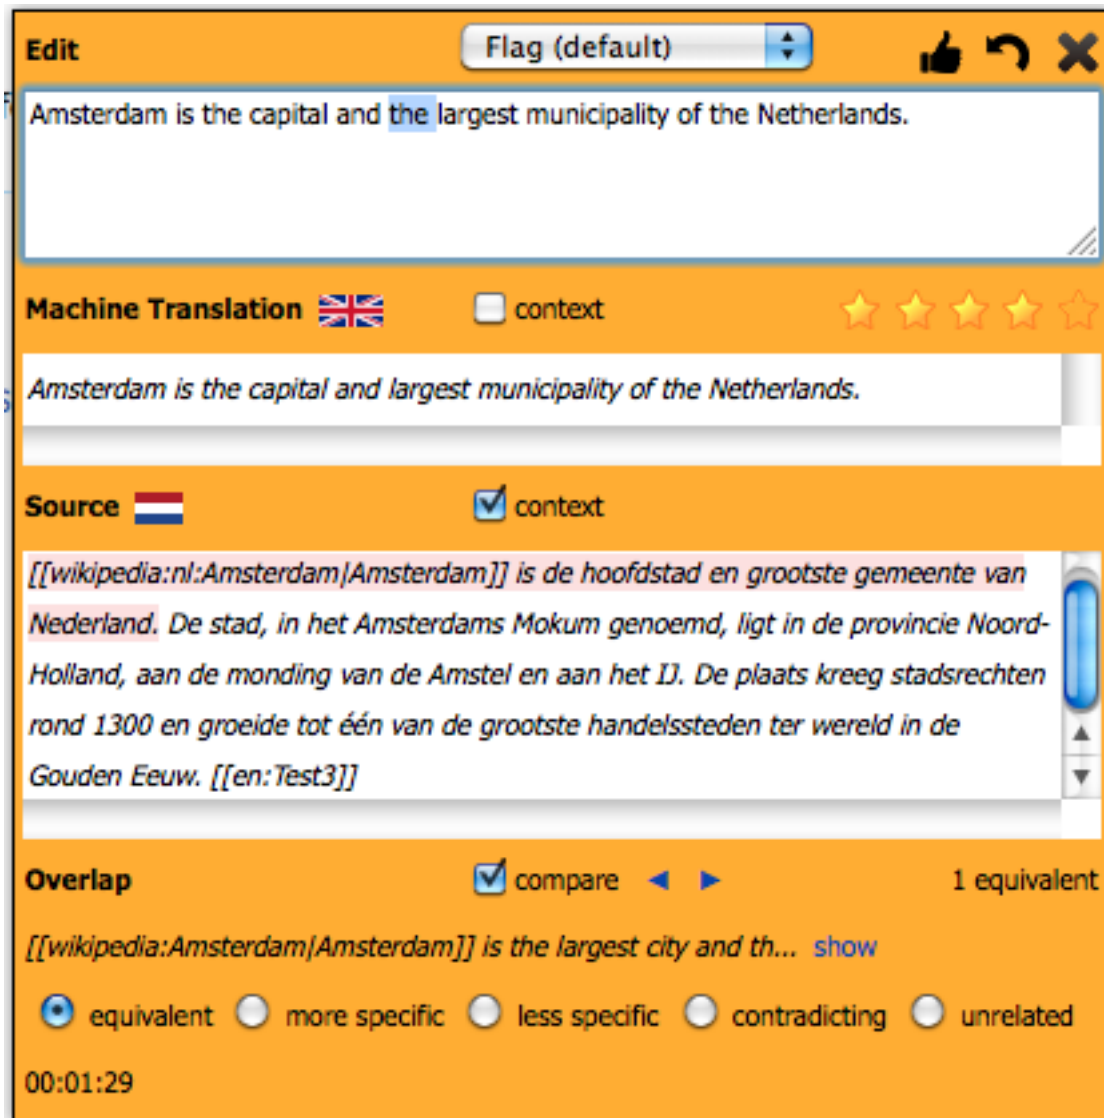 Edit Flag (default)
Amsterdam is the capital and the largest municipality of the Netherlands.
Machine Translation context
Amsterdam is the capital and largest municipality of the Netherlands.
Source context
[[wikipedia:nl:Amsterdam|Amsterdam]] is de hoofdstad en grootste gemeente van
Nederland. De stad, in het Amsterdams Mokum genoemd, ligt in de provincie Noord-
Holland, aan de monding van de Amstel en aan het IJ. De plaats kreeg stadsrechten
rond 1300 en groeide tot één van de grootste handelssteden ter wereld in de
Gouden Eeuw. [[en:Test3]]
Overlap compare 1 equivalent
[[wikipedia:Amsterdam|Amsterdam]] is the largest city and th... show
equivalent more specific less specific contradicting unrelated
00:01:29